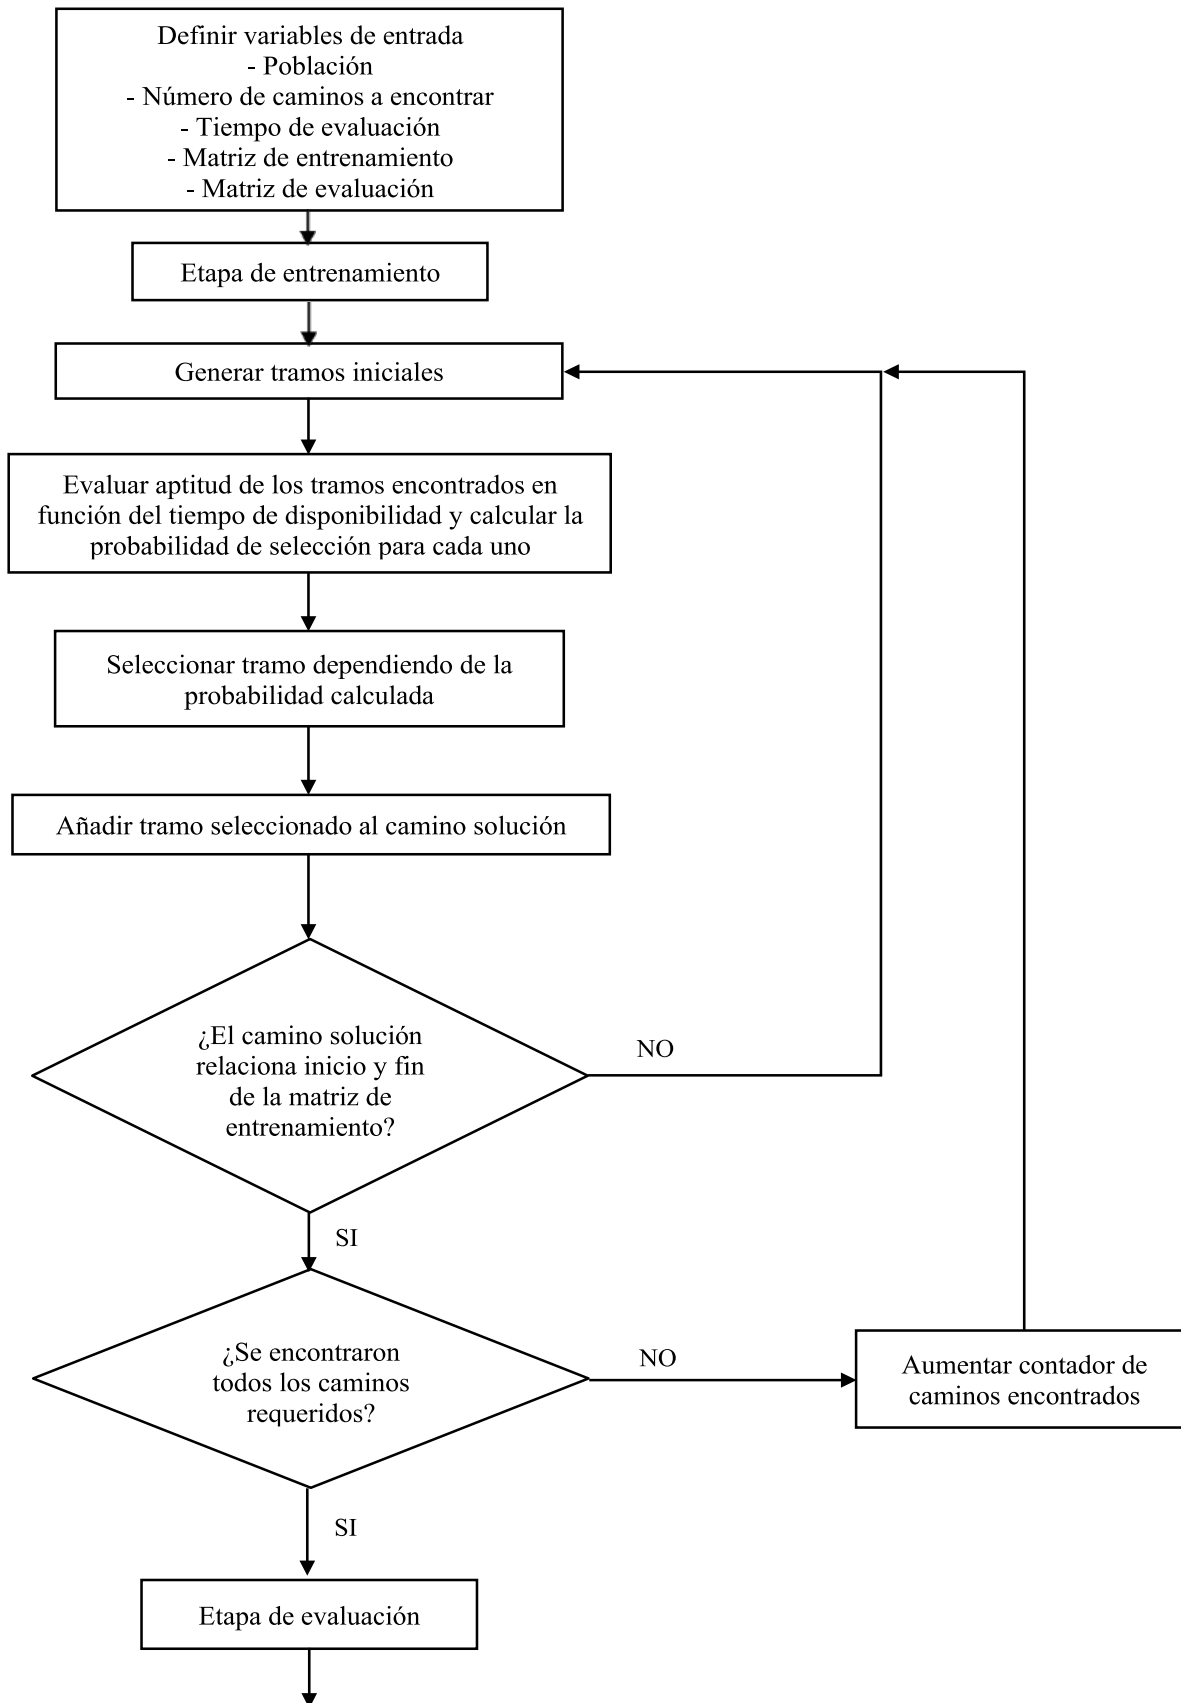 Definir variables de entrada
- Población
- Número de caminos a encontrar
- Tiempo de evaluación
- Matriz de entrenamiento
- Matriz de evaluación
Etapa de entrenamiento
Generar tramos iniciales
Evaluar aptitud de los tramos encontrados en
función del tiempo de disponibilidad y calcular la
probabilidad de selección para cada uno
Seleccionar tramo dependiendo de la
probabilidad calculada
Añadir tramo seleccionado al camino solución
¿El camino solución
relaciona inicio y fin
de la matriz de
entrenamiento?
NO
SI
¿Se encontraron
todos los caminos
requeridos?
NO
Aumentar contador de
caminos encontrados
SI
Etapa de evaluación